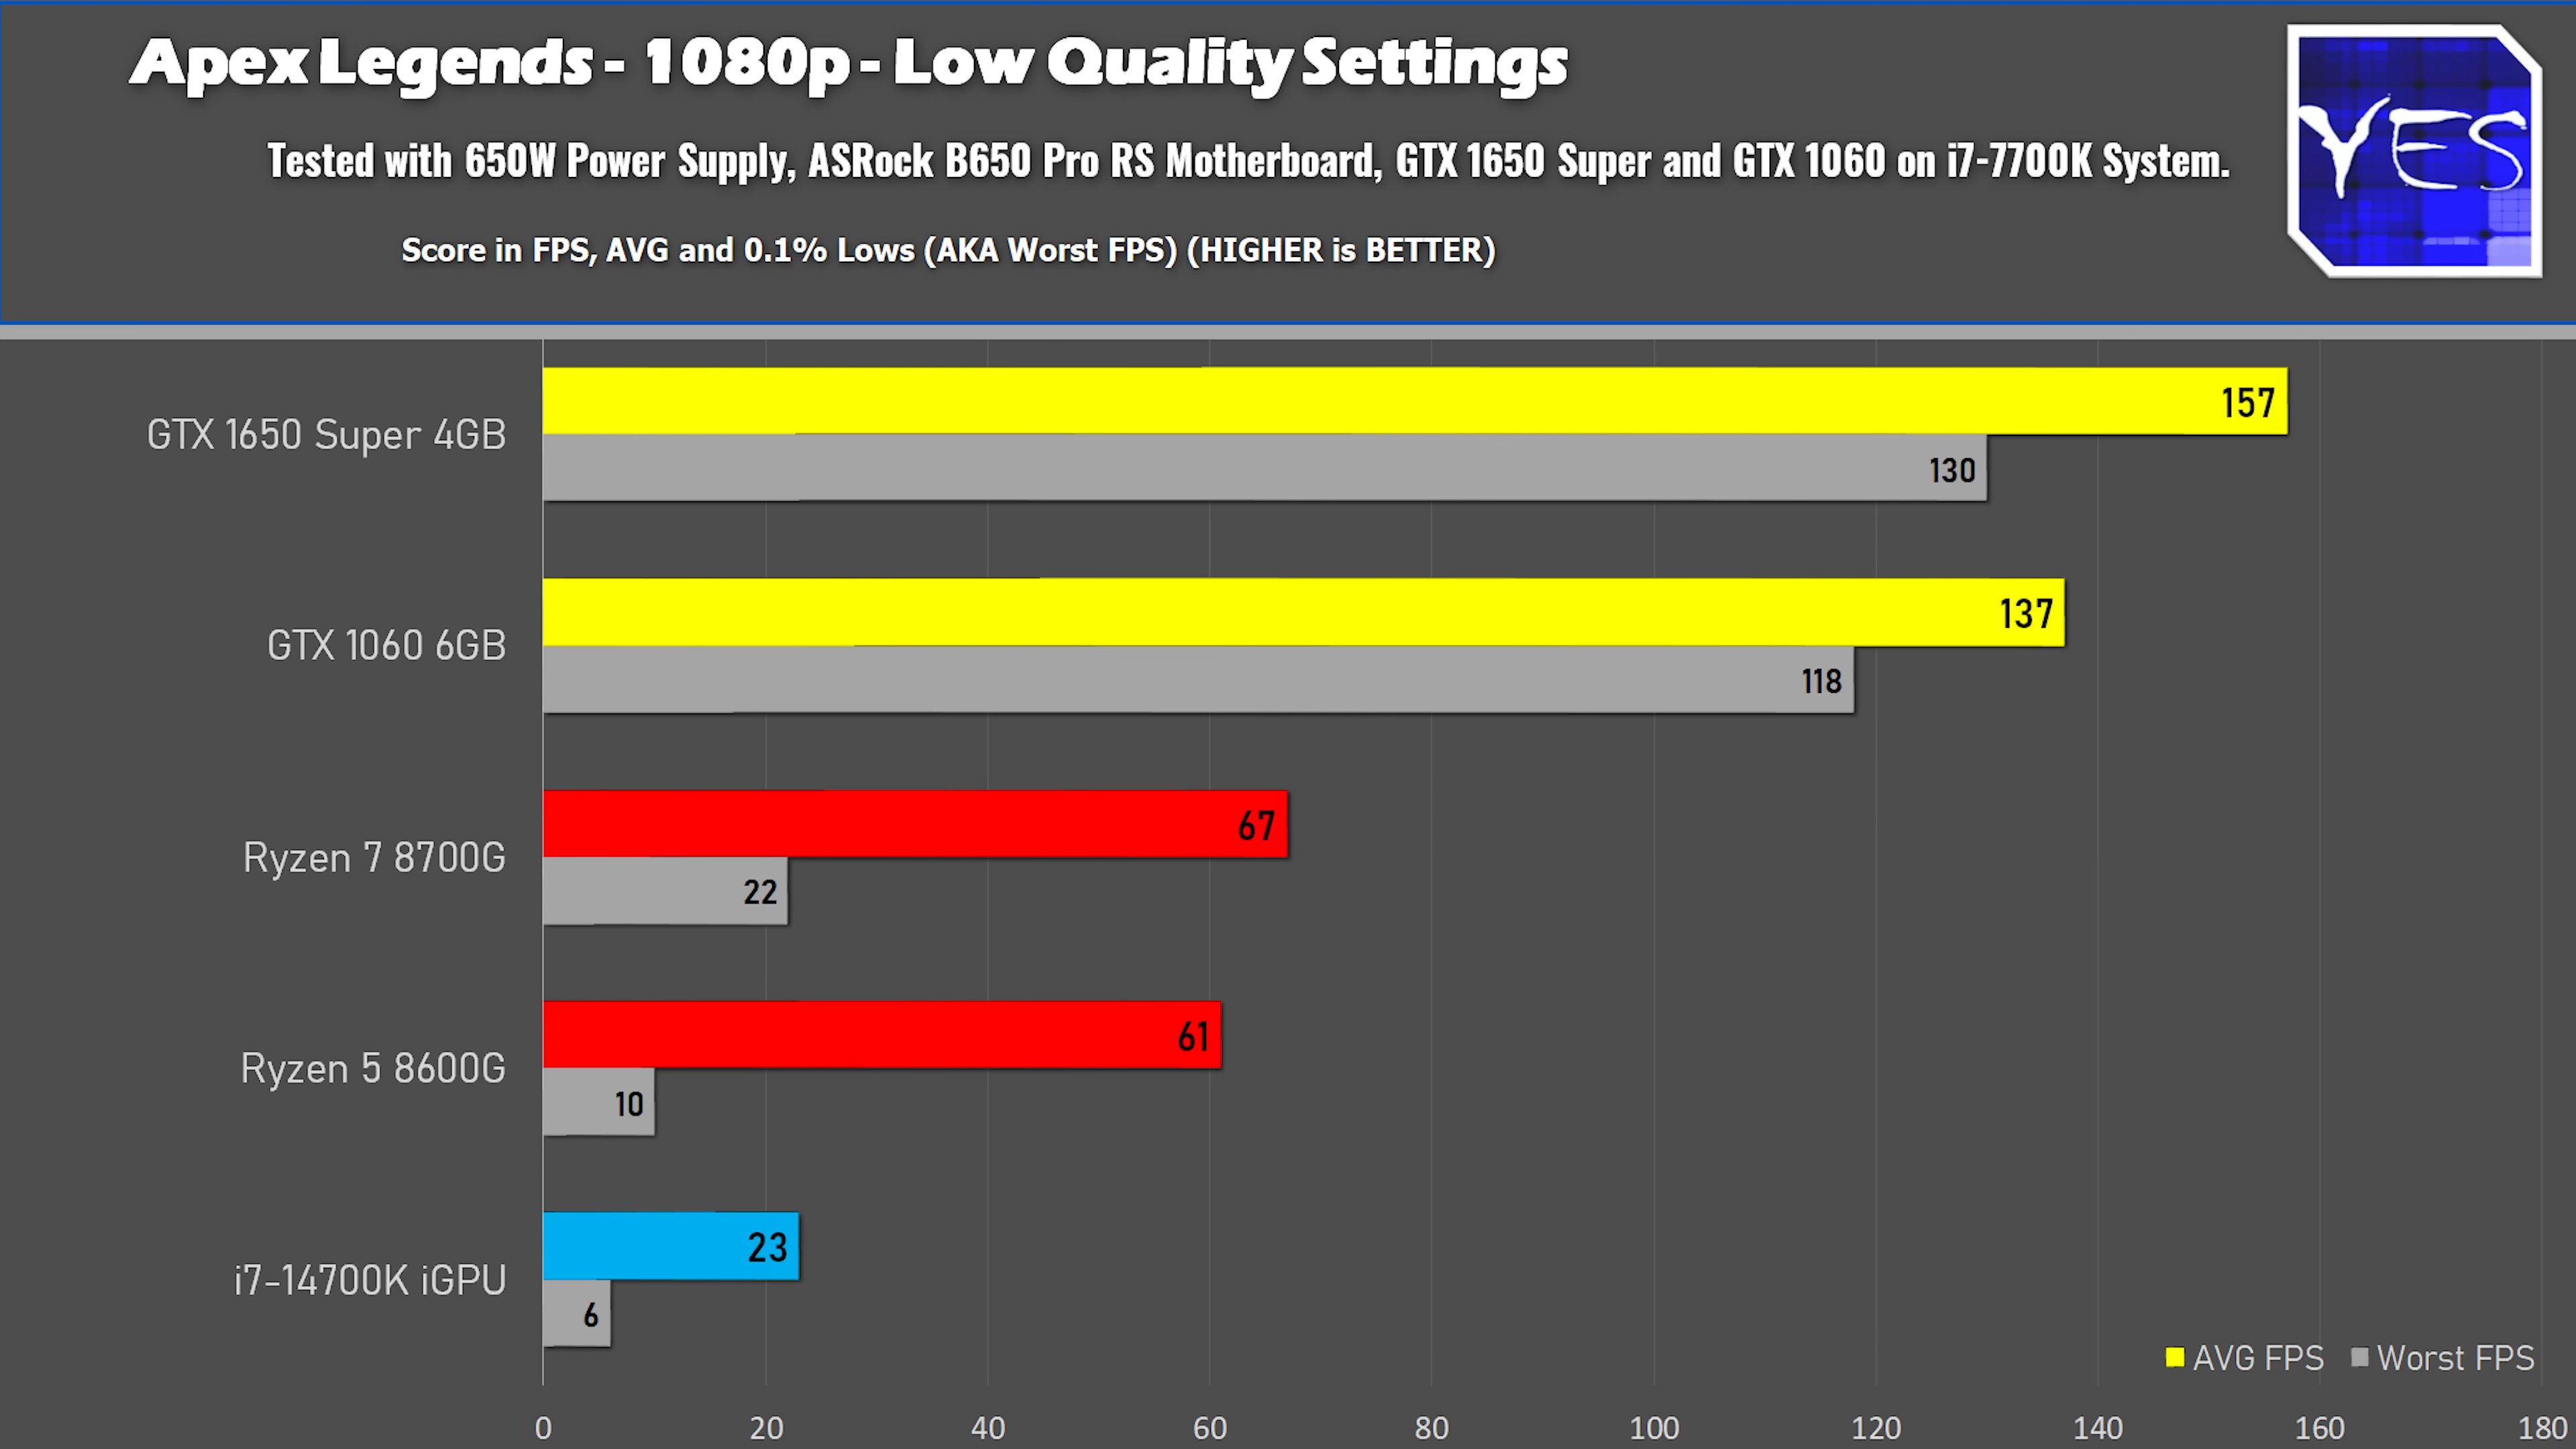 Apex Legends - 1080p - Low Quality Settings
YES
Tested with 650W Power Supply, ASRock B650 Pro RS Motherboard, GTX 1650 Super and GTX 1060 on i7-7700K System.
Score in FPS, AVG and 0.1% Lows (AKA Worst FPS) (HIGHER is BETTER)
GTX 1650 Super 4GB
157
130
GTX 1060 6GB
137
118
Ryzen 7 8700G
67
22
Ryzen 5 8600G
61
10
i7-14700K iGPU
23
6
AVG FPS Worst FPS
0 20 40 60 80 100 120 140 160 180